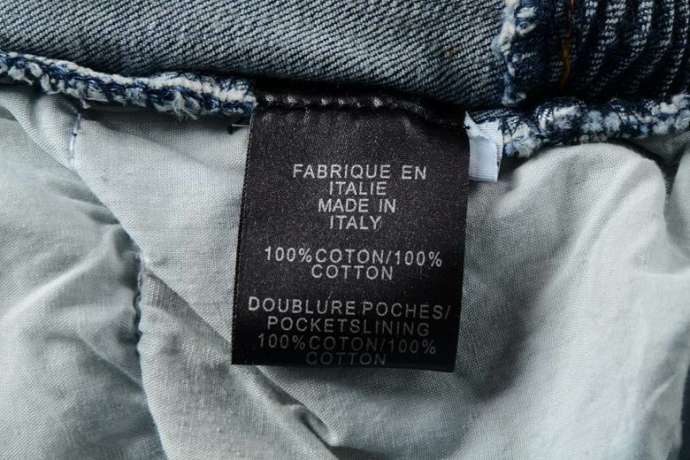 FABRIQUE EN
ITALIE
MADE IN
ITALY
100% COTON/100%
COTTON
DOUBLURE POCHES/
POCKETSLINING
100% COTON/100%
COTTON